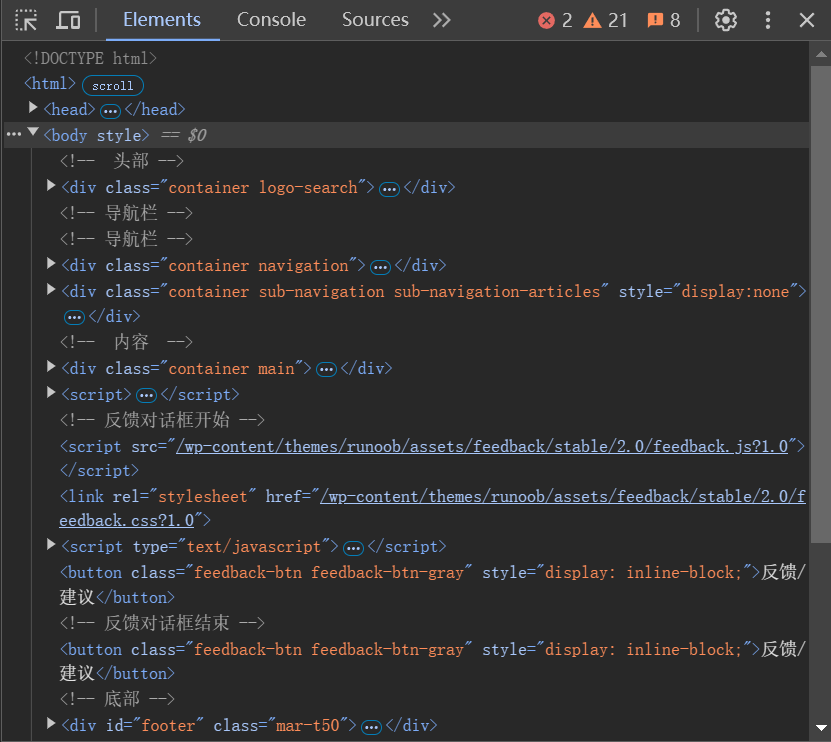 Elements Console Sources 2 21 8
<!DOCTYPE html>
<html> scroll
<head> ••• </head>
••• <body style> == $0
<!-- 头部 -->
<div class="container logo-search"> ••• </div>
<!-- 导航栏 -->
<!-- 导航栏 -->
<div class="container navigation"> ••• </div>
<div class="container sub-navigation sub-navigation-articles" style="display:none">
••• </div>
<!-- 内容 -->
<div class="container main"> ••• </div>
<script> ••• </script>
<!-- 反馈对话框开始 -->
<script src="/wp-content/themes/runoob/assets/feedback/stable/2.0/feedback.js?1.0">
</script>
<link rel="stylesheet" href="/wp-content/themes/runoob/assets/feedback/stable/2.0/f
eedback.css?1.0">
<script type="text/javascript"> ••• </script>
<button class="feedback-btn feedback-btn-gray" style="display: inline-block;">反馈/
建议</button>
<!-- 反馈对话框结束 -->
<button class="feedback-btn feedback-btn-gray" style="display: inline-block;">反馈/
建议</button>
<!-- 底部 -->
<div id="footer" class="mar-t50"> ••• </div>